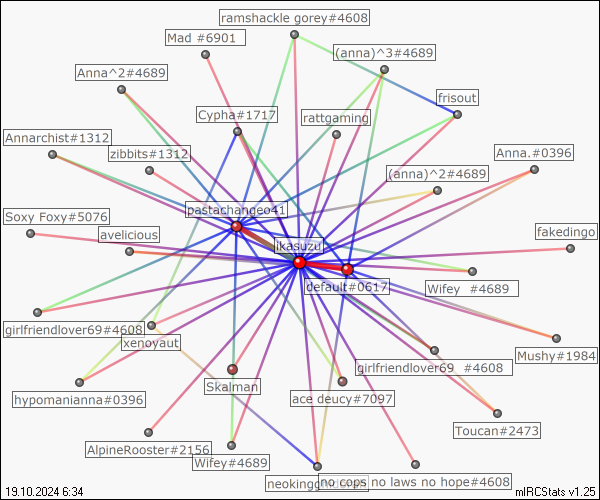 ramshackle gorey#4608
Mad #6901
(anna)^3#4689
Anna^2#4689
frisout
Cypha#1717
rattgaming
Annarchist#1312
zibbits#1312
Anna.#0396
(anna)^2#4689
pastachangeo41
Soxy Foxy#5076
avelicious
ikasuzu
fakedingo
default#0617
Wifey #4689
girlfriendlover69#4608
xenoyaut
Mushy#1984
girlfriendlover69 #4608
Skalman
hypomanianna#0396
ace deucy#7097
Toucan#2473
AlpineRooster#2156
Wifey#4689
no cops no laws no hope#4608
19.10.2024 6:34
mIRCStats v1.25